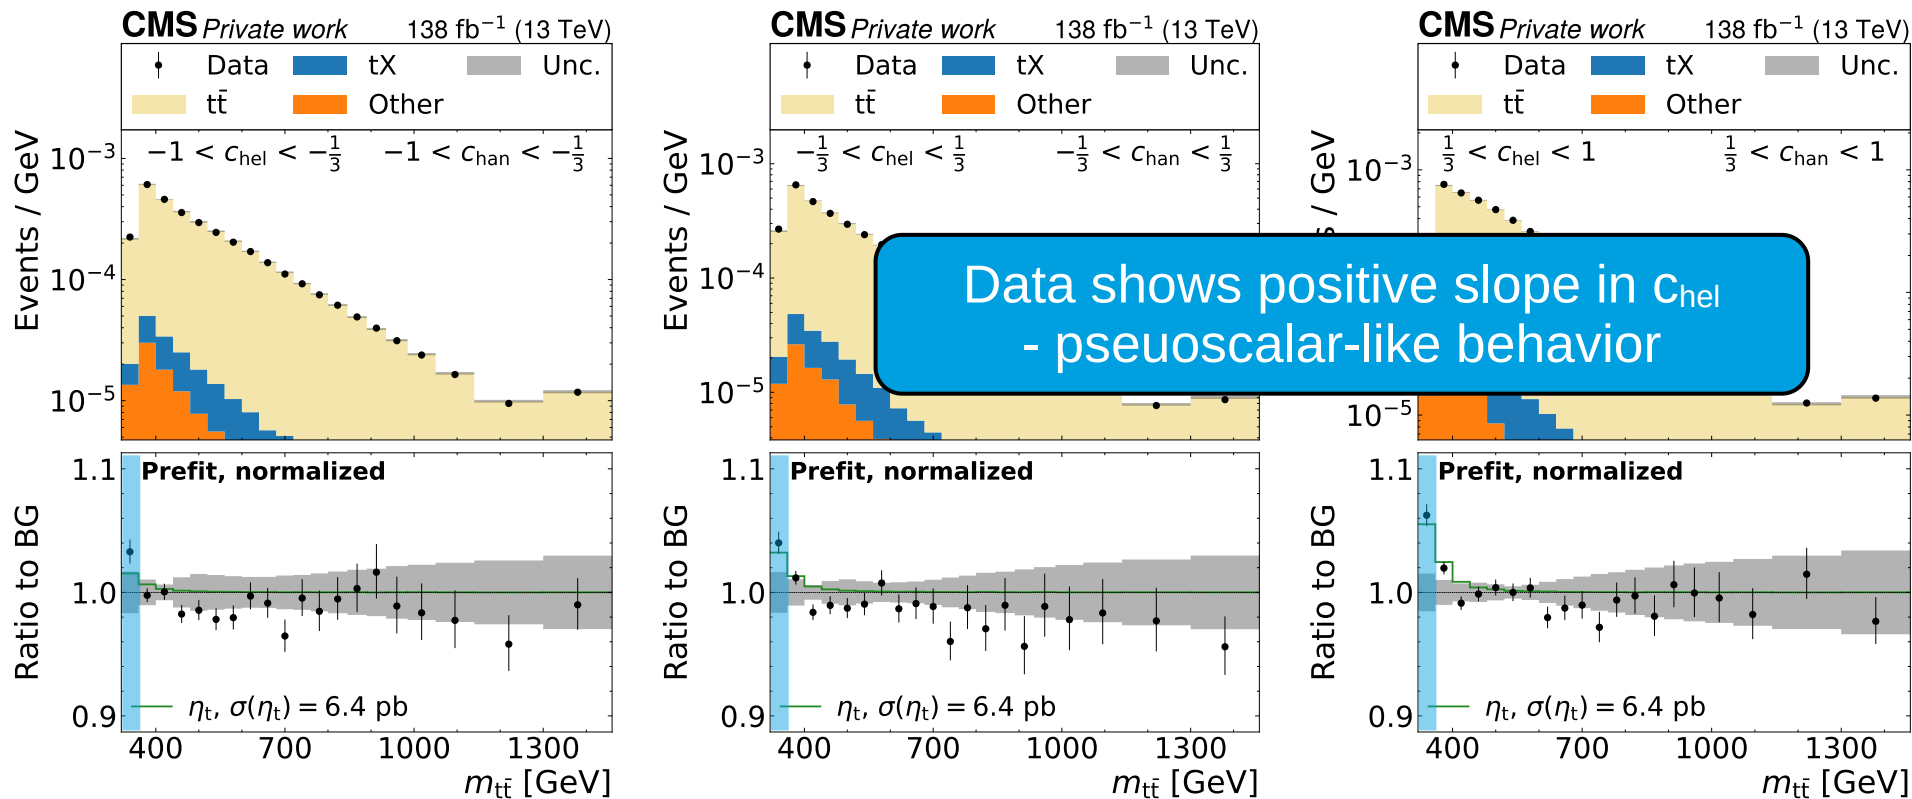 CMS Private work 138 fb⁻¹ (13 TeV)
Data tX Unc.
tt̄ Other
−1 < c_hel < −1/3 −1 < c_han < −1/3
Events / GeV
10⁻³
10⁻⁴
10⁻⁵
Prefit, normalized
Ratio to BG
1.1
1.0
0.9
η_t, σ(η_t) = 6.4 pb
400 700 1000 1300
m_tt̄ [GeV]
CMS Private work 138 fb⁻¹ (13 TeV)
Data tX Unc.
tt̄ Other
−1/3 < c_hel < 1/3 −1/3 < c_han < 1/3
Events / GeV
10⁻³
10⁻⁴
10⁻⁵
Prefit, normalized
Ratio to BG
1.1
1.0
0.9
η_t, σ(η_t) = 6.4 pb
400 700 1000 1300
m_tt̄ [GeV]
CMS Private work 138 fb⁻¹ (13 TeV)
Data tX Unc.
tt̄ Other
1/3 < c_hel < 1 1/3 < c_han < 1
/ GeV
10⁻³
10⁻⁵
Prefit, normalized
Ratio to BG
1.1
1.0
0.9
η_t, σ(η_t) = 6.4 pb
400 700 1000 1300
m_tt̄ [GeV]
Data shows positive slope in c_hel
- pseuoscalar-like behavior